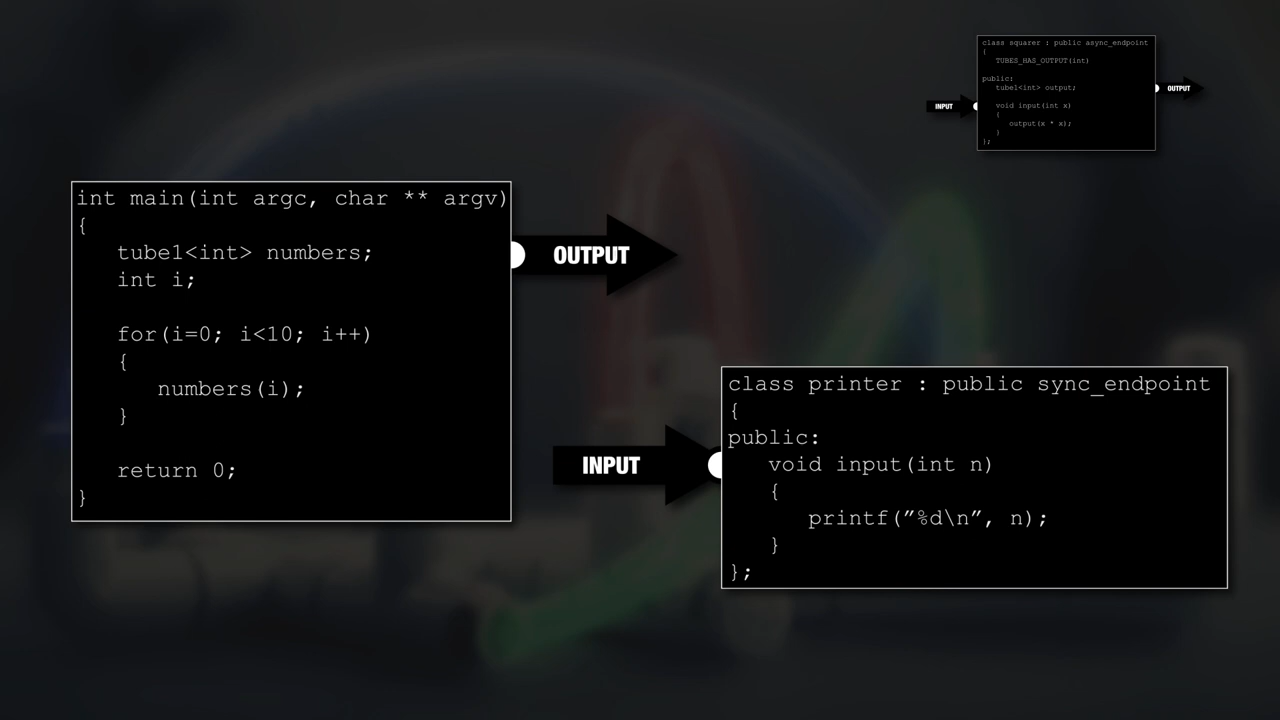 class squarer : public async_endpoint
{
TUBES_HAS_OUTPUT(int)
public:
tube1<int> output;
void input(int x)
{
output(x * x);
}
};
INPUT
OUTPUT
int main(int argc, char ** argv)
{
tube1<int> numbers;
int i;
for(i=0; i<10; i++)
{
numbers(i);
}
return 0;
}
OUTPUT
INPUT
class printer : public sync_endpoint
{
public:
void input(int n)
{
printf(”%d\n”, n);
}
};